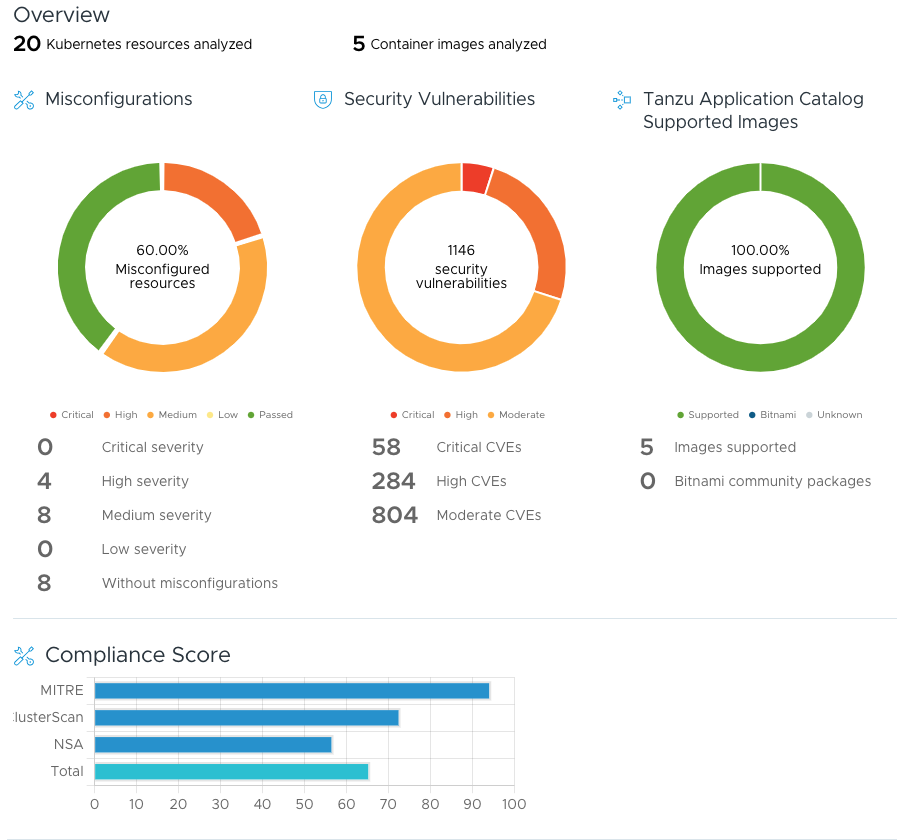 Overview
20 Kubernetes resources analyzed
5 Container images analyzed
Misconfigurations
Security Vulnerabilities
Tanzu Application Catalog
Supported Images
60.00%
Misconfigured
resources
1146
security
vulnerabilities
100.00%
Images supported
Critical High Medium Low Passed
Critical High Moderate
Supported Bitnami Unknown
0 Critical severity
4 High severity
8 Medium severity
0 Low severity
8 Without misconfigurations
58 Critical CVEs
284 High CVEs
804 Moderate CVEs
5 Images supported
0 Bitnami community packages
Compliance Score
MITRE
lusterScan
NSA
Total
0 10 20 30 40 50 60 70 80 90 100